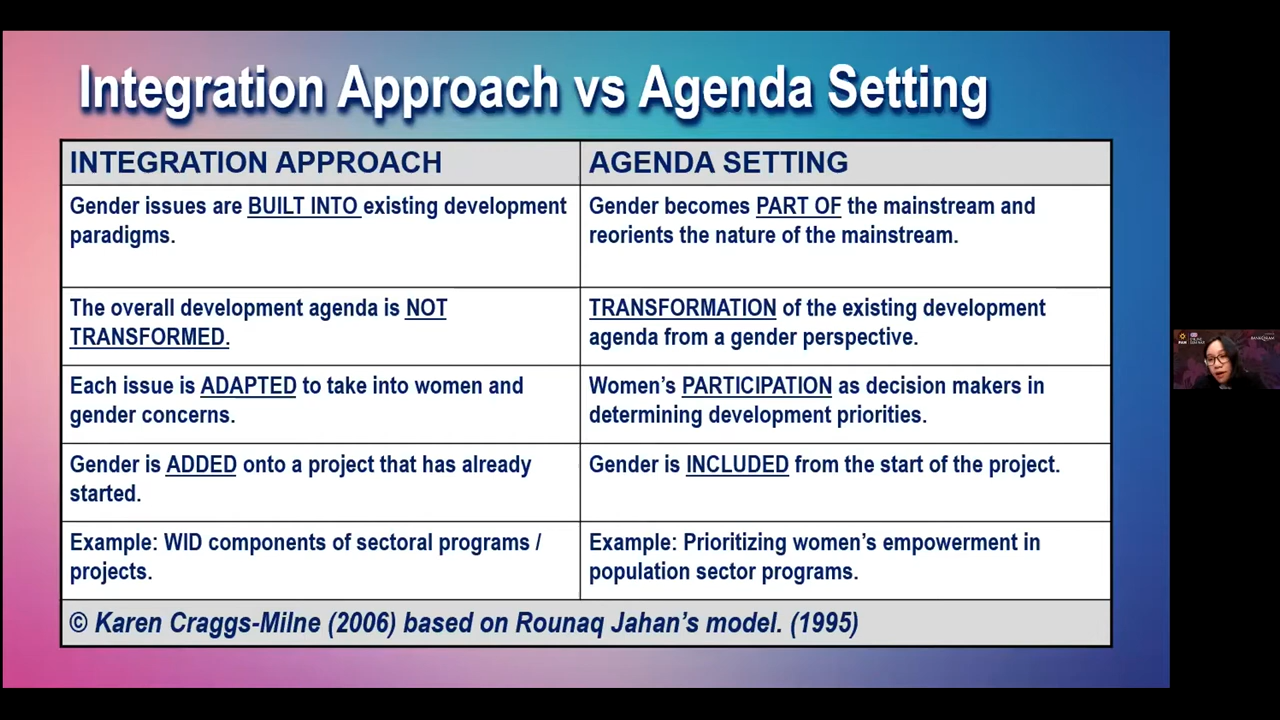 Integration Approach vs Agenda Setting
INTEGRATION APPROACH
AGENDA SETTING
Gender issues are BUILT INTO existing development
paradigms.
Gender becomes PART OF the mainstream and
reorients the nature of the mainstream.
The overall development agenda is NOT
TRANSFORMED.
TRANSFORMATION of the existing development
agenda from a gender perspective.
Each issue is ADAPTED to take into women and
gender concerns.
Women's PARTICIPATION as decision makers in
determining development priorities.
Gender is ADDED onto a project that has already
started.
Gender is INCLUDED from the start of the project.
Example: WID components of sectoral programs /
projects.
Example: Prioritizing women's empowerment in
population sector programs.
© Karen Craggs-Milne (2006) based on Rounaq Jahan's model. (1995)